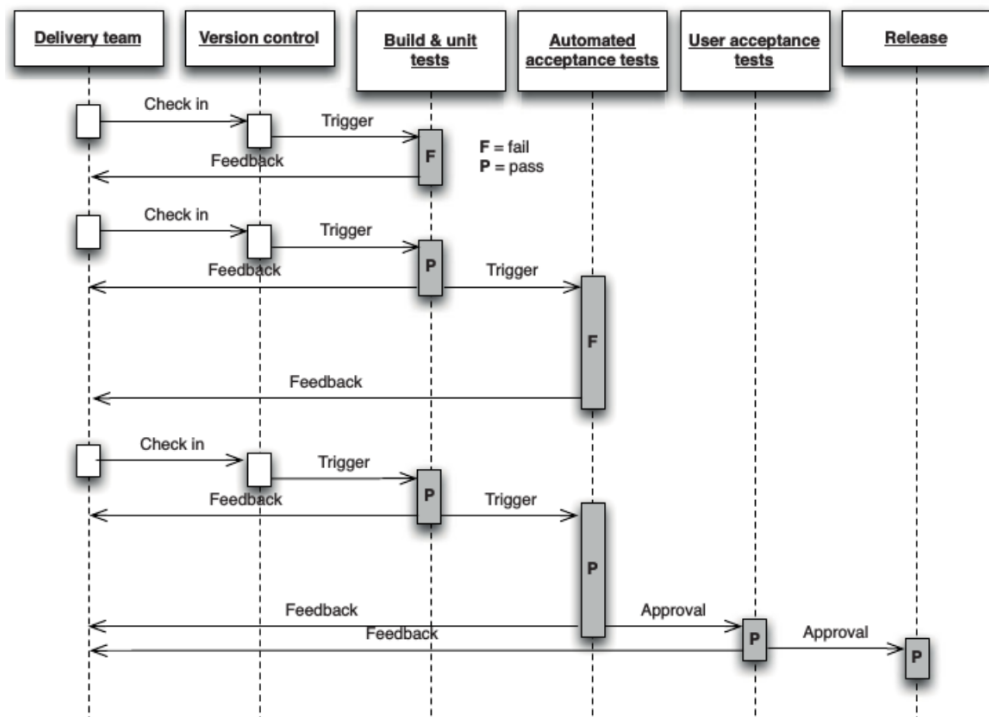 Delivery team
Version control
Build & unit
tests
Automated
acceptance tests
User acceptance
tests
Release
Check in
Trigger
F
F = fail
P = pass
Feedback
Check in
Trigger
P
Feedback
Trigger
F
Feedback
Check in
Trigger
P
Feedback
Trigger
P
Feedback
Approval
P
Feedback
Approval
P